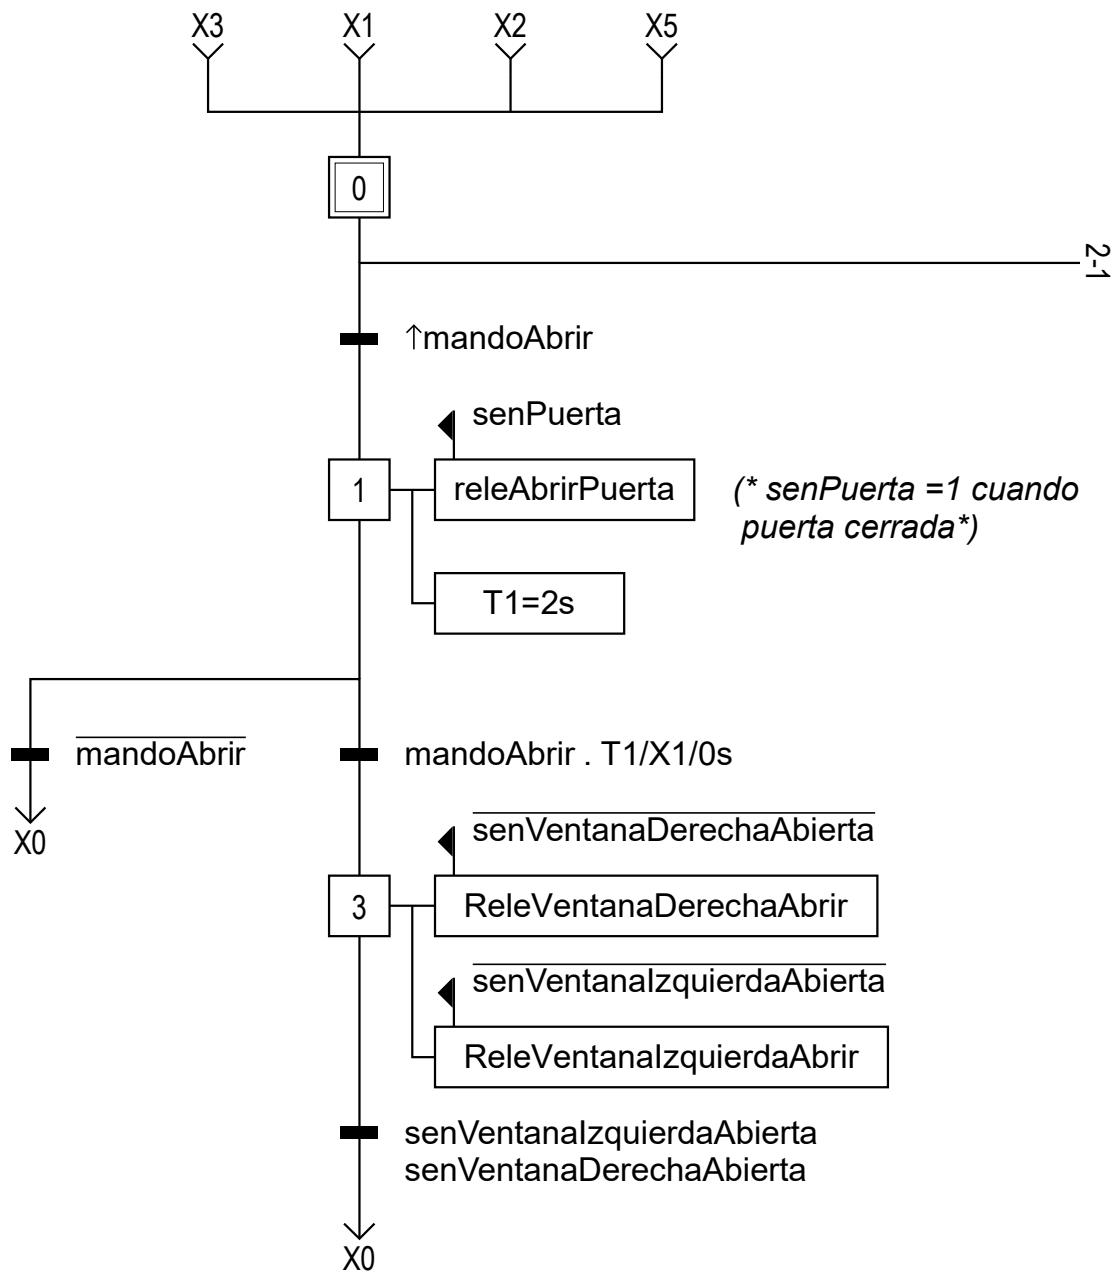 X3 X1 X2 X5
0
2-1
↑mandoAbrir
senPuerta
1 releAbrirPuerta (* senPuerta =1 cuando
puerta cerrada*)
T1=2s
mandoAbrir mandoAbrir . T1/X1/0s
X0
senVentanaDerechaAbierta
3 ReleVentanaDerechaAbrir
senVentanaIzquierdaAbierta
ReleVentanaIzquierdaAbrir
senVentanaIzquierdaAbierta
senVentanaDerechaAbierta
X0